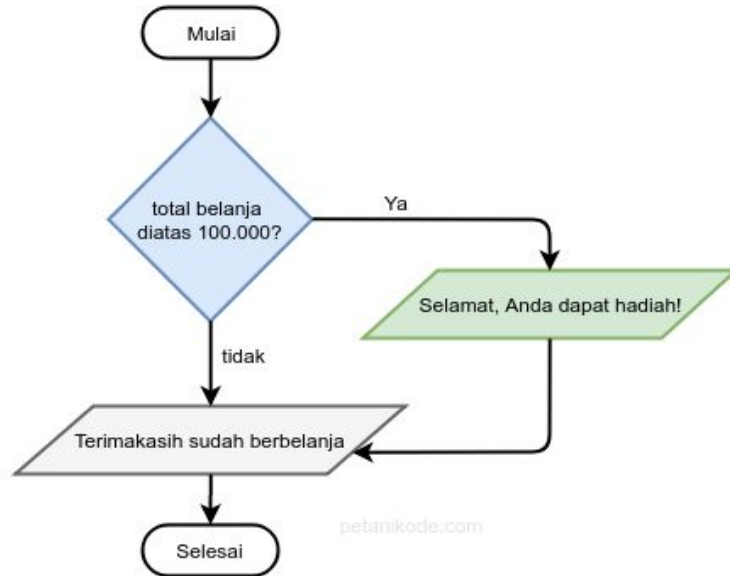 Mulai
total belanja
diatas 100.000?
Ya
Selamat, Anda dapat hadiah!
tidak
Terimakasih sudah berbelanja
petanikode.com
Selesai